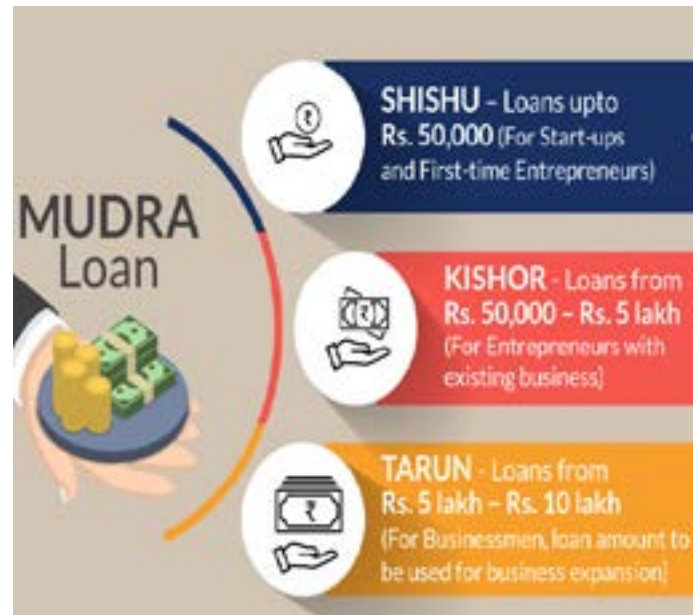 MUDRA
Loan
SHISHU – Loans upto
Rs. 50,000 (For Start-ups
and First-time Entrepreneurs)
KISHOR - Loans from
Rs. 50,000 – Rs. 5 lakh
(For Entrepreneurs with
existing business)
TARUN - Loans from
Rs. 5 lakh – Rs. 10 lakh
(For Businessmen, loan amount to
be used for business expansion)